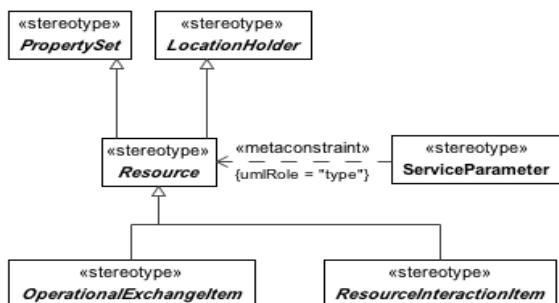 «stereotype»
PropertySet
«stereotype»
LocationHolder
«stereotype»
Resource
«metaconstraint»
{umlRole = "type"}
«stereotype»
ServiceParameter
«stereotype»
OperationalExchangeItem
«stereotype»
ResourceInteractionItem